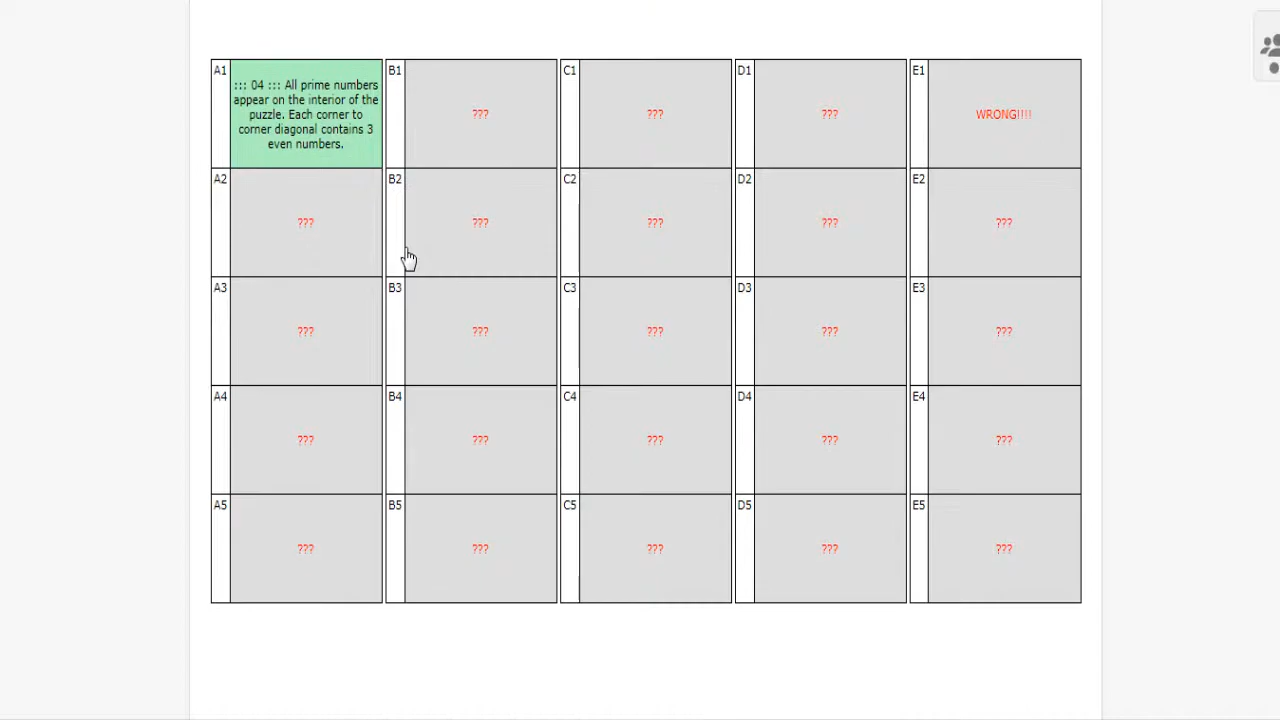 A1
::: 04 ::: All prime numbers
appear on the interior of the
puzzle. Each corner to
corner diagonal contains 3
even numbers.
B1
???
C1
???
D1
???
E1
WRONG!!!!
A2
???
B2
???
C2
???
D2
???
E2
???
A3
???
B3
???
C3
???
D3
???
E3
???
A4
???
B4
???
C4
???
D4
???
E4
???
A5
???
B5
???
C5
???
D5
???
E5
???